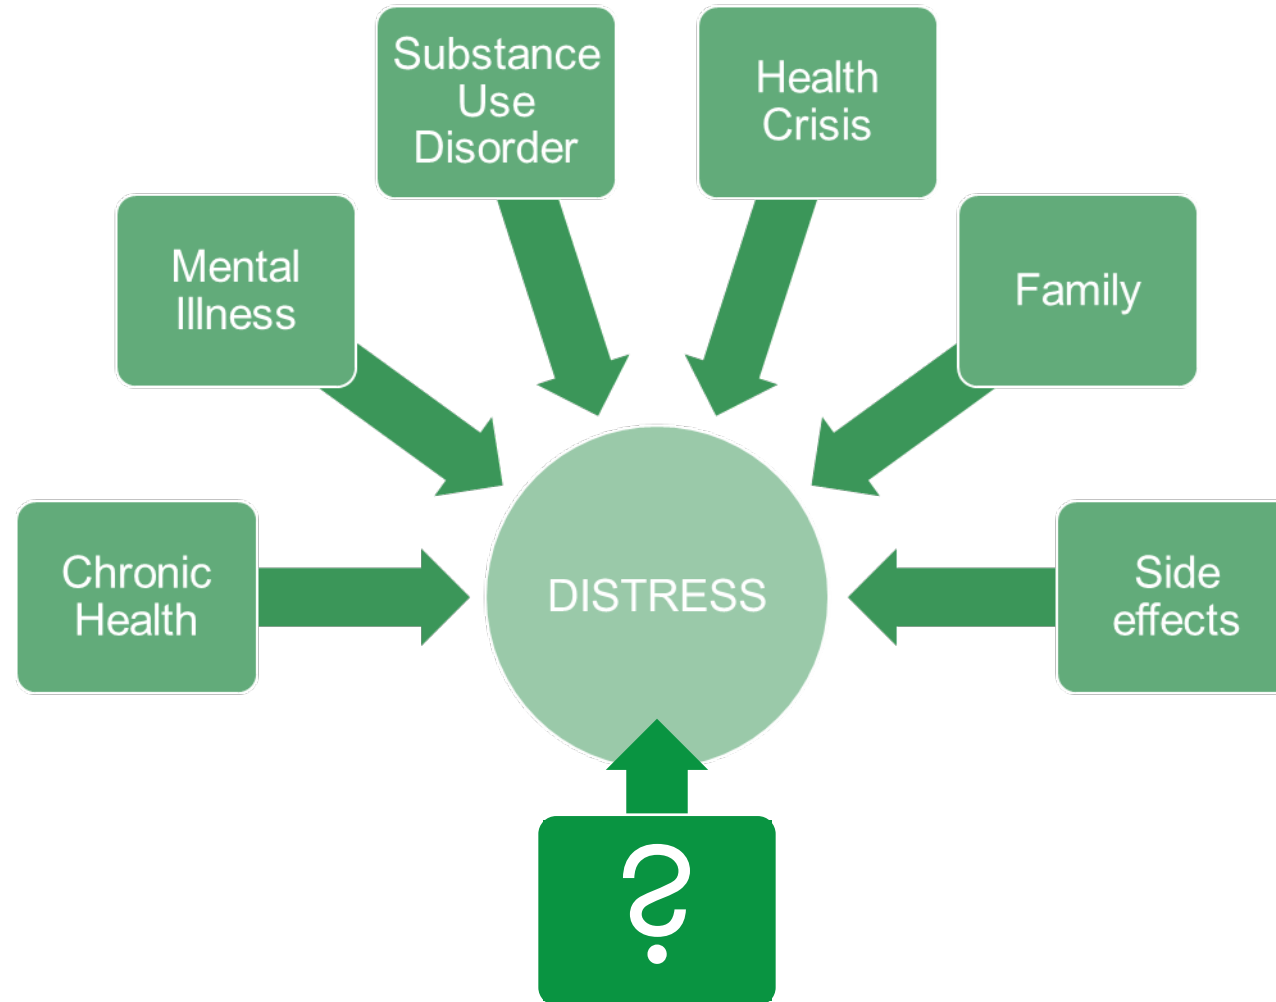 Substance
Use
Disorder
Health
Crisis
Mental
Illness
Family
Chronic
Health
DISTRESS
Side
effects
?